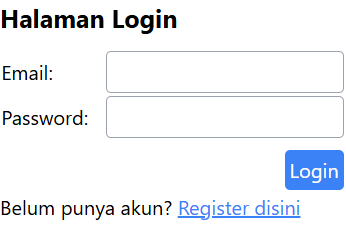 Halaman Login
Email:
Password:
Login
Belum punya akun? Register disini